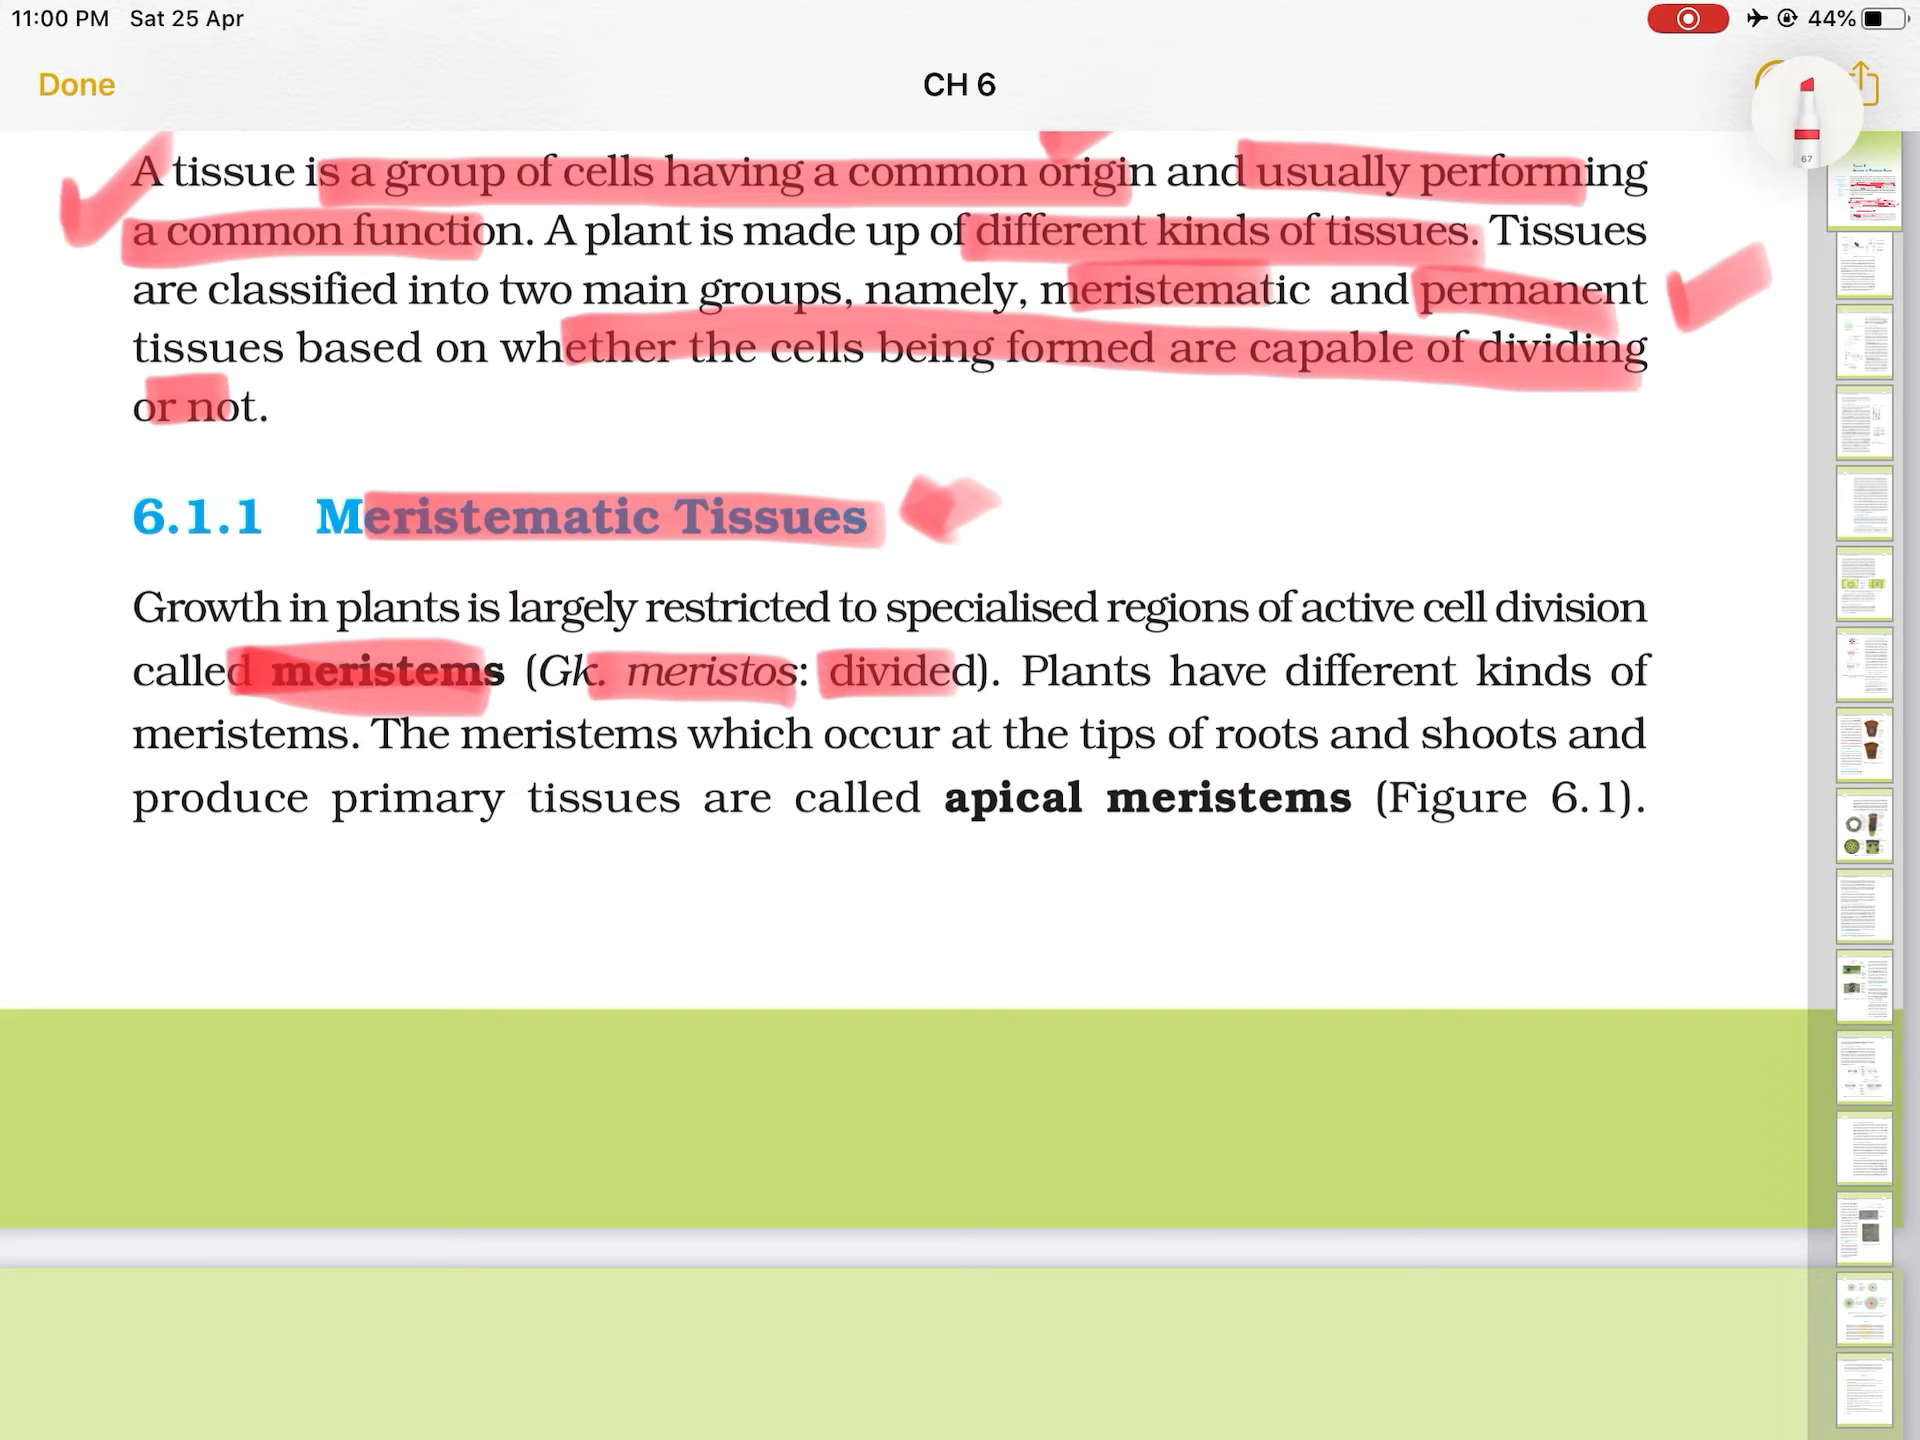 11:00 PM Sat 25 Apr 44%
Done CH 6
67
A tissue is a group of cells having a common origin and usually performing
a common function. A plant is made up of different kinds of tissues. Tissues
are classified into two main groups, namely, meristematic and permanent
tissues based on whether the cells being formed are capable of dividing
or not.
6.1.1 Meristematic Tissues
Growth in plants is largely restricted to specialised regions of active cell division
called meristems (Gk. meristos: divided). Plants have different kinds of
meristems. The meristems which occur at the tips of roots and shoots and
produce primary tissues are called apical meristems (Figure 6.1).